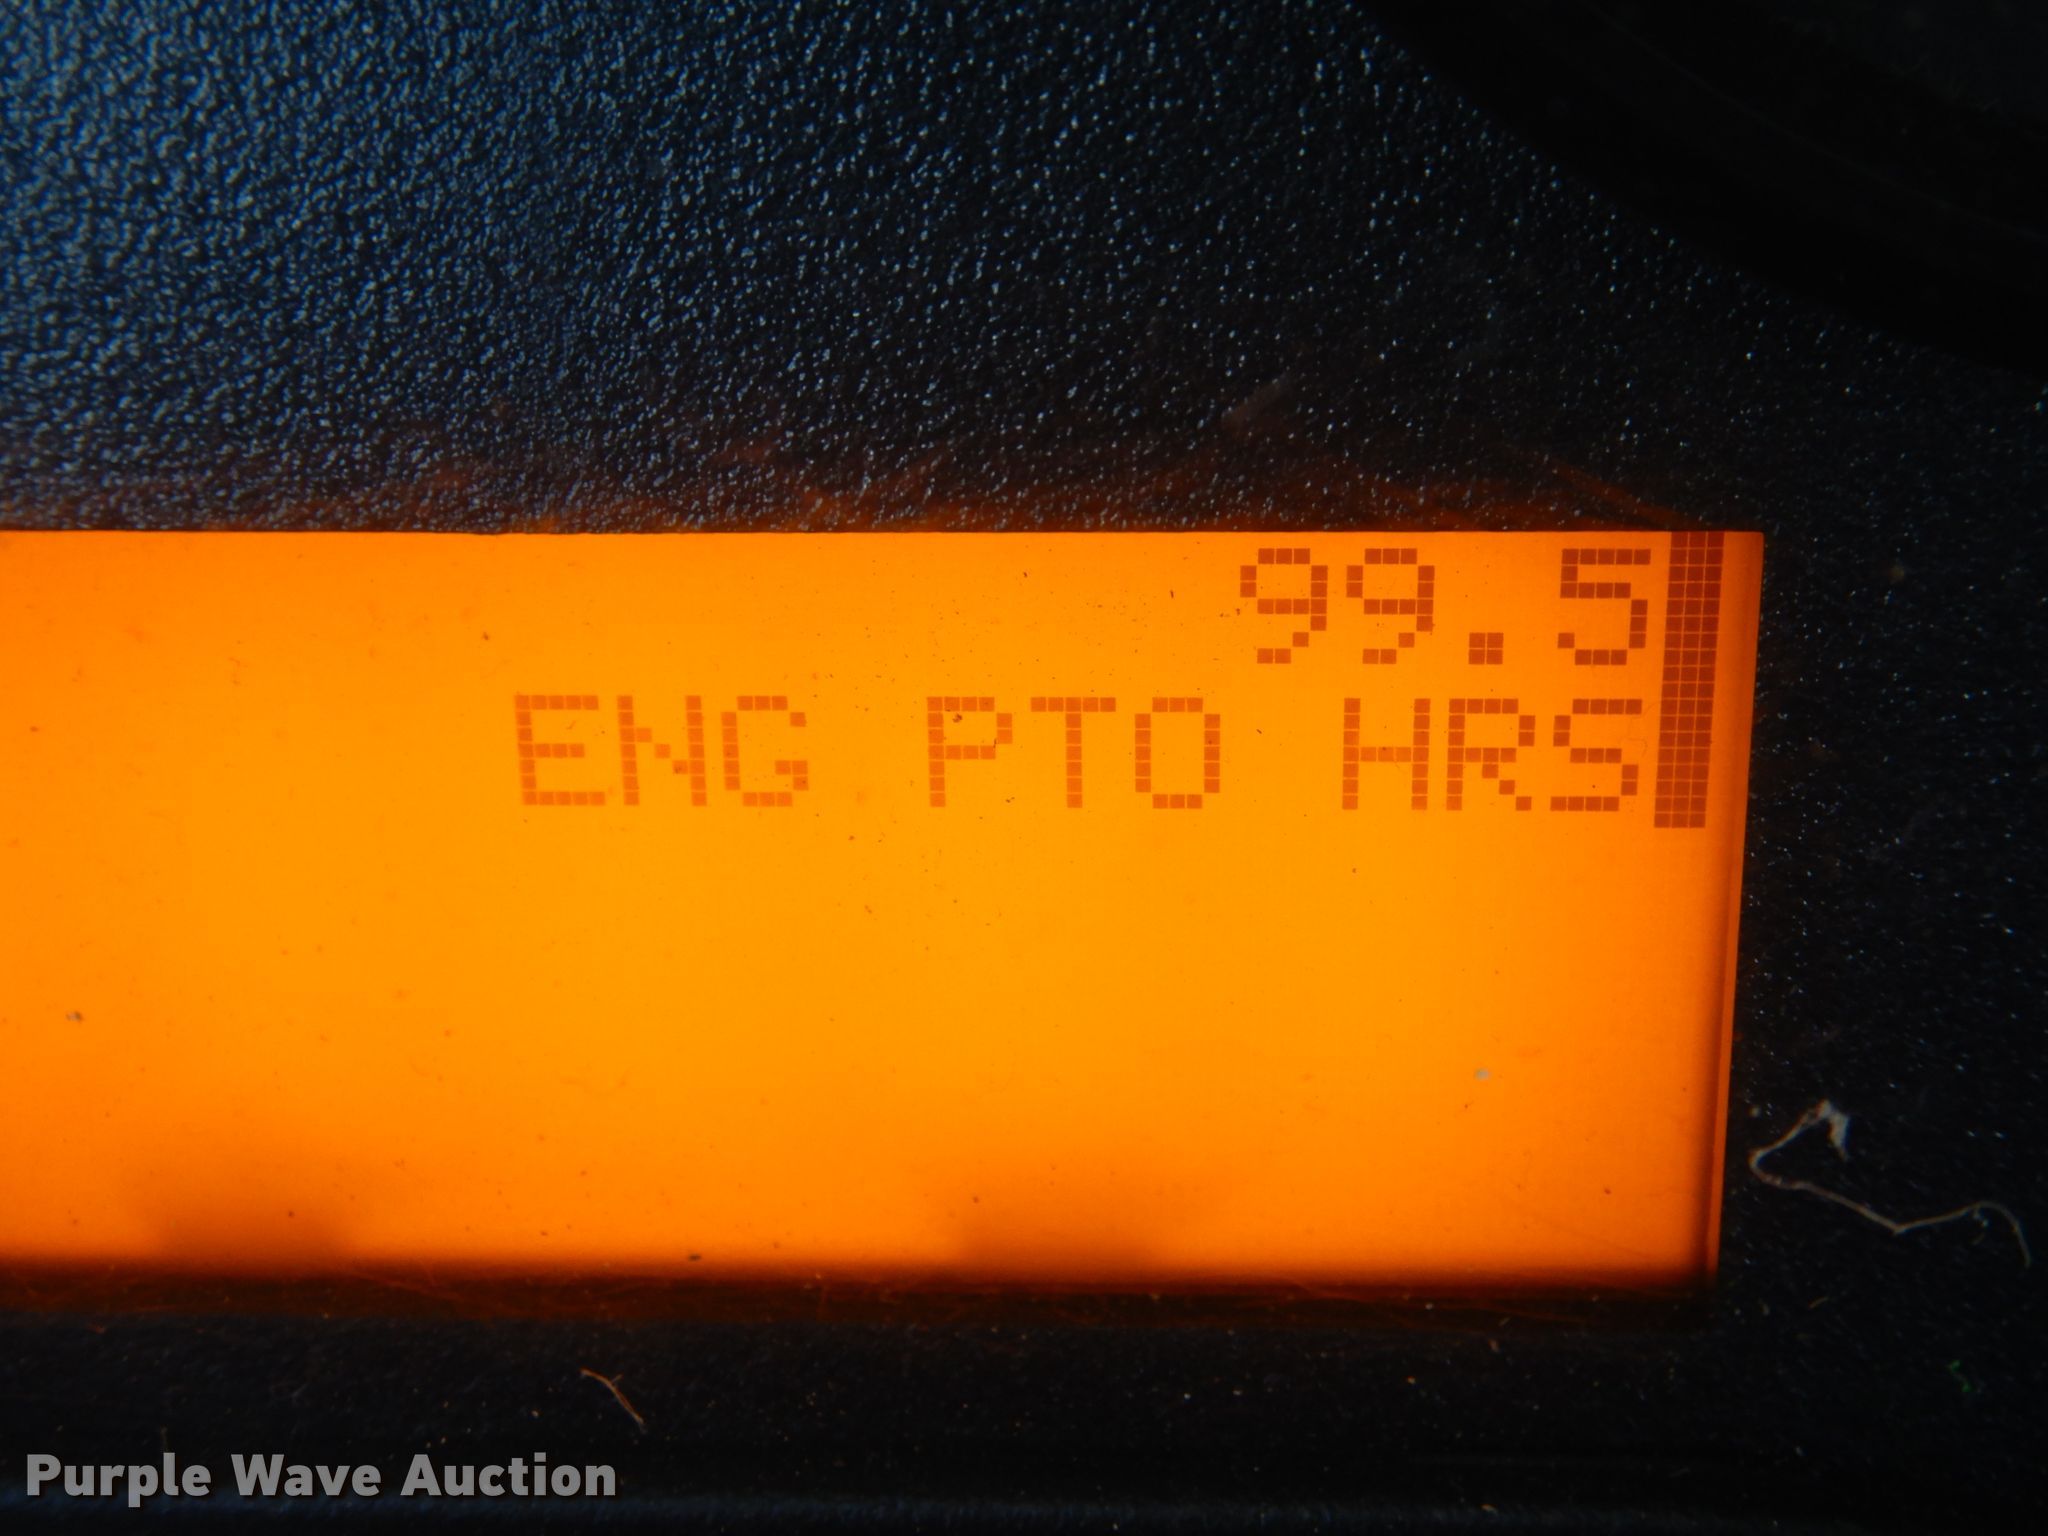 99.5
ENG PTO HRS
Purple Wave Auction